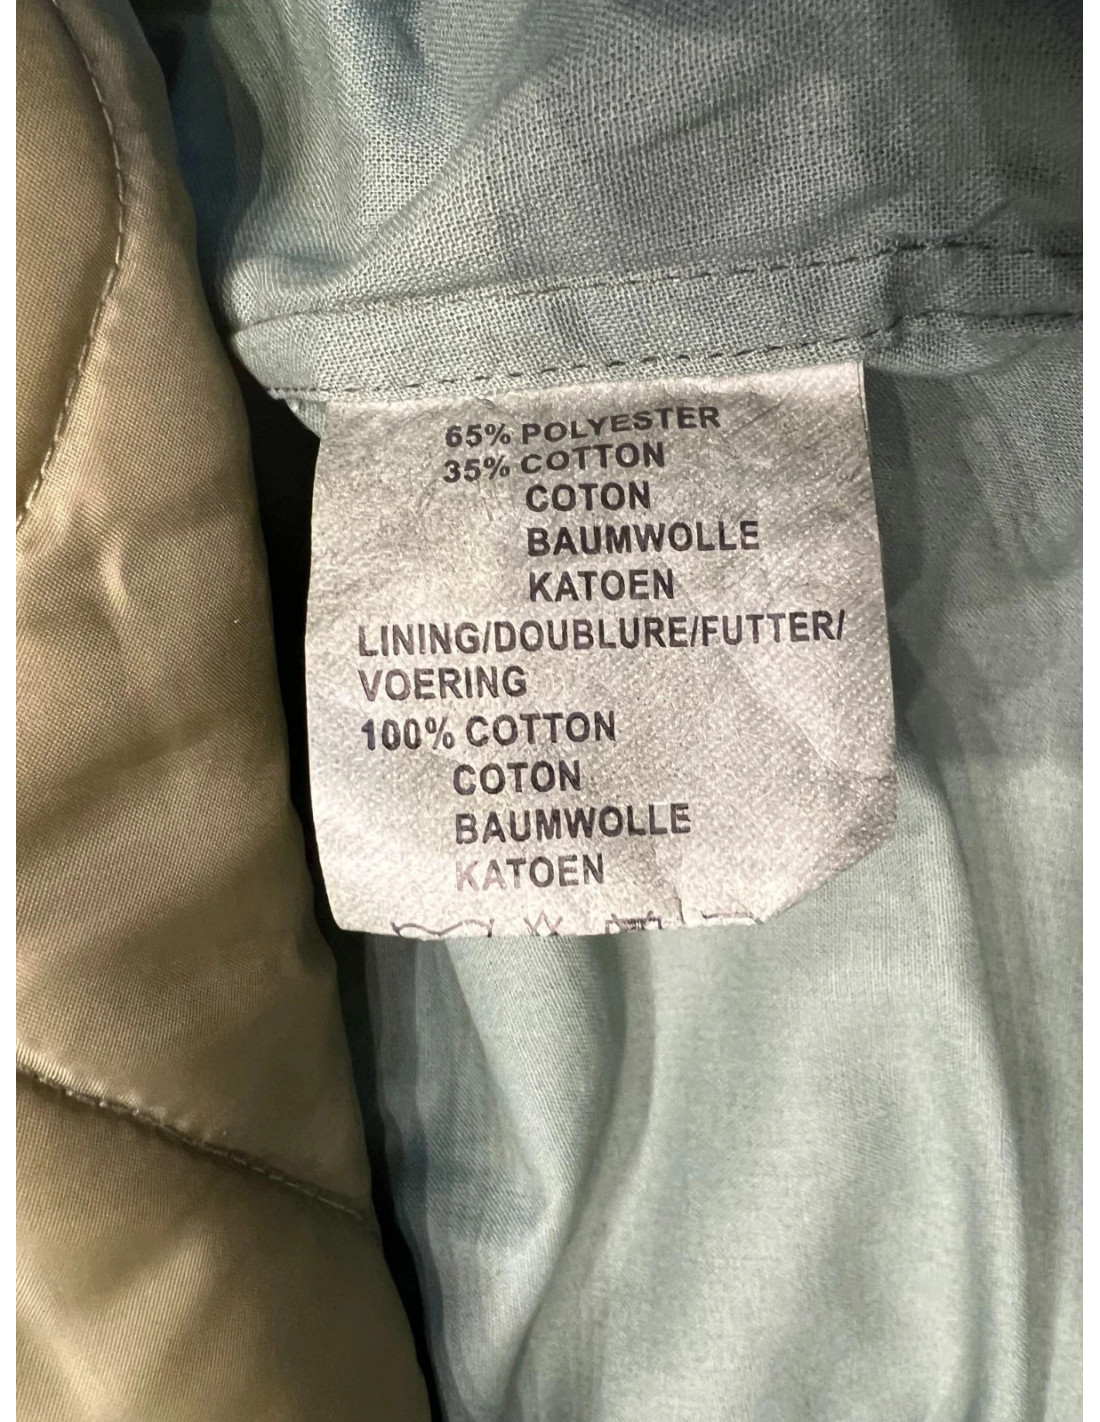 65% POLYESTER
35% COTTON
COTON
BAUMWOLLE
KATOEN
LINING/DOUBLURE/FUTTER/
VOERING
100% COTTON
COTON
BAUMWOLLE
KATOEN